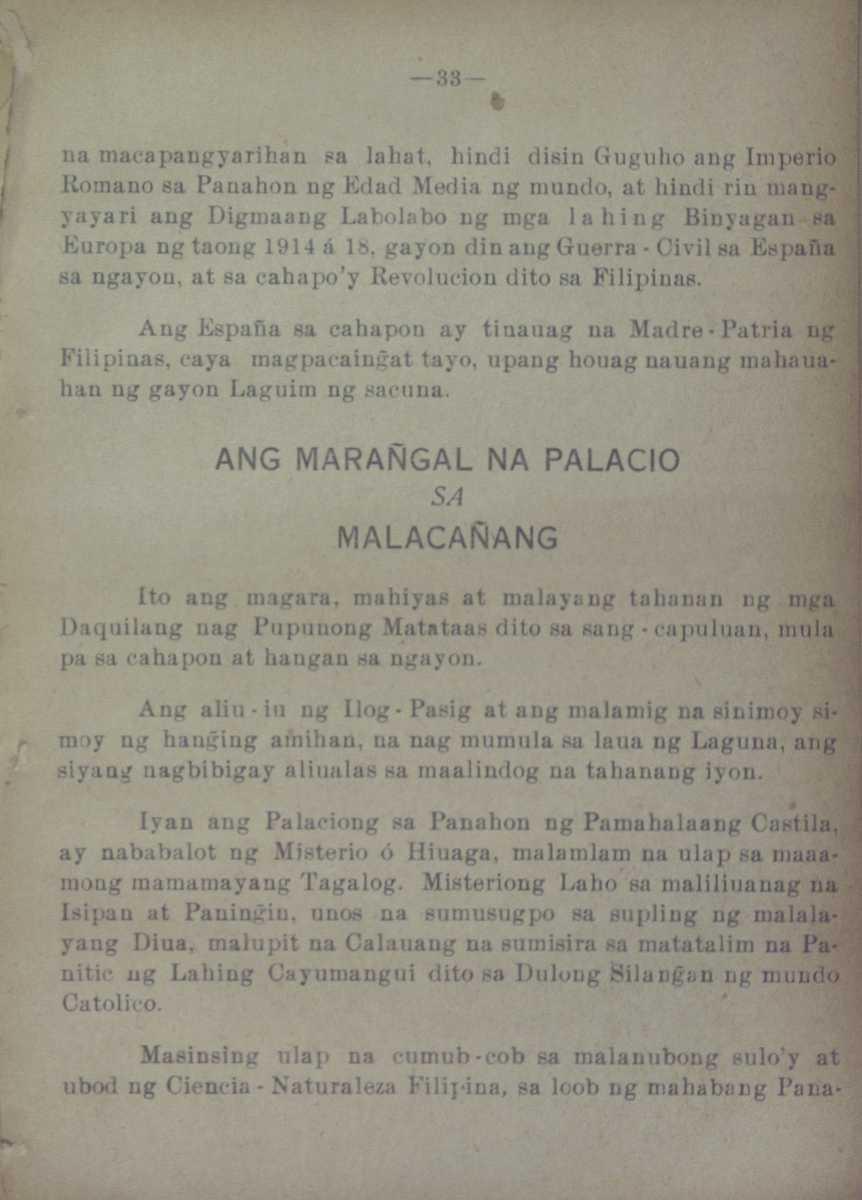 —33—
na macapangyarihan sa lahat, hindi disin Guguho ang Imperio
Romano sa Panahon ng Edad Media ng mundo, at hindi rin mang-
yayari ang Digmaang Labolabo ng mga lahing Binyagan sa
Europa ng taong 1914 á 18, gayon din ang Guerra - Civil sa España
sa ngayon, at sa cahapo'y Revolucion dito sa Filipinas.
Ang España sa cahapon ay tinauag na Madre - Patria ng
Filipinas, caya magpacaing̃at tayo, upang houag nauang mahaua-
han ng gayon Laguim ng sacuna.
ANG MARAÑGAL NA PALACIO
SA
MALACAÑANG
Ito ang magara, mahiyas at malayang tahanan ng mga
Daquilang nag Pupunong Matataas dito sa sang - capuluan, mula
pa sa cahapon at hangan sa ngayon.
Ang aliu - iu ng Ilog - Pasig at ang malamig na sinimoy si-
moy ng hang̃ing amihan, na nag mumula sa laua ng Laguna, ang
siyang nagbibigay aliualas sa maalindog na tahanang iyon.
Iyan ang Palaciong sa Panahon ng Pamahalaang Castila,
ay nababalot ng Misterio ó Hiuaga, malamlam na ulap sa maaa-
mong mamamayang Tagalog. Misteriong Laho sa maliliuanag na
Isipan at Paning̃in, unos na sumusugpo sa supling ng malala-
yang Diua, malupit na Calauang na sumisira sa matatalim na Pa-
nitic ng Lahing Cayumangui dito sa Dulong Silang̃an ng mundo
Catolico.
Masinsing ulap na cumub-cob sa malanubong sulo'y at
ubod ng Ciencia - Naturaleza Filipina, sa loob ng mahabang Pana-